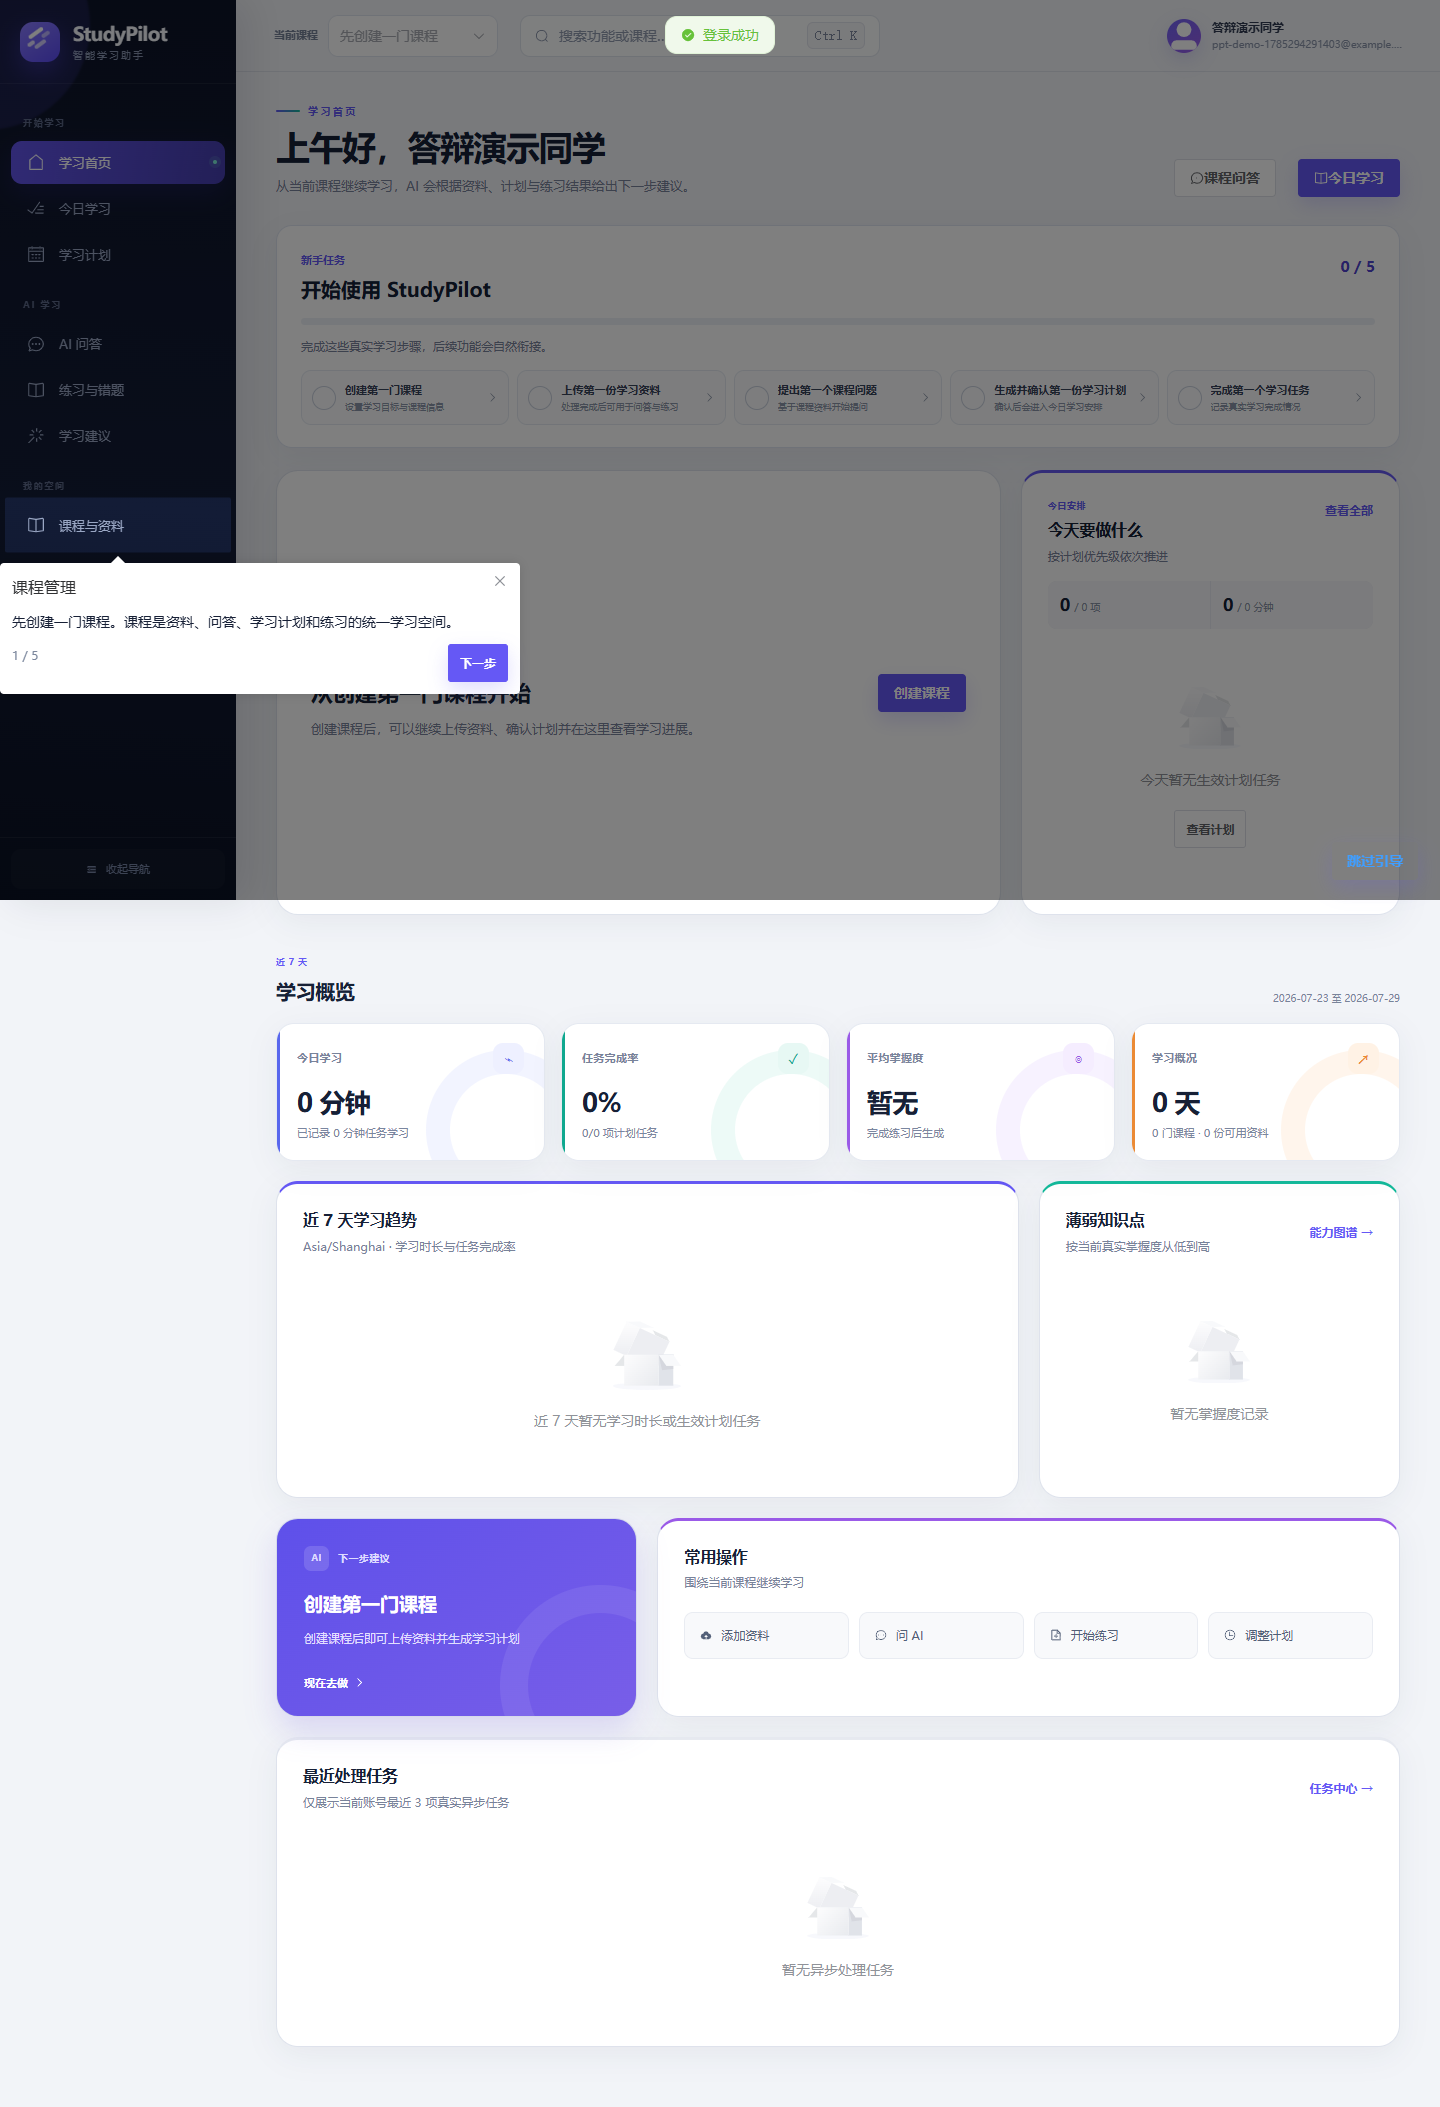 StudyPilot
智能学习助手
当前课程
先创建一门课程
搜索功能或课程...
登录成功
Ctrl K
答辩演示同学
ppt-demo-1785294291403@example....
开始学习
学习首页
今日学习
学习计划
AI 学习
AI 问答
练习与错题
学习建议
我的空间
课程与资料
收起导航
课程管理
先创建一门课程。课程是资料、问答、学习计划和练习的统一学习空间。
1 / 5
下一步
学习首页
上午好，答辩演示同学
从当前课程继续学习，AI 会根据资料、计划与练习结果给出下一步建议。
课程问答
今日学习
新手任务
开始使用 StudyPilot
0 / 5
完成这些真实学习步骤，后续功能会自然衔接。
创建第一门课程
设置学习目标与课程信息
上传第一份学习资料
处理完成后可用于问答与练习
提出第一个课程问题
基于课程资料开始提问
生成并确认第一份学习计划
确认后会进入今日学习安排
完成第一个学习任务
记录真实学习完成情况
从创建第一门课程开始
创建课程后，可以继续上传资料、确认计划并在这里查看学习进展。
创建课程
今日安排
今天要做什么
按计划优先级依次推进
查看全部
0 / 0 项
0 / 0 分钟
今天暂无生效计划任务
查看计划
跳过引导
近 7 天
学习概览
2026-07-23 至 2026-07-29
今日学习
0 分钟
已记录 0 分钟任务学习
任务完成率
0%
0/0 项计划任务
平均掌握度
暂无
完成练习后生成
学习概况
0 天
0 门课程 · 0 份可用资料
近 7 天学习趋势
Asia/Shanghai · 学习时长与任务完成率
近 7 天暂无学习时长或生效计划任务
薄弱知识点
按当前真实掌握度从低到高
能力图谱 →
暂无掌握度记录
AI 下一步建议
创建第一门课程
创建课程后即可上传资料并生成学习计划
现在去做
常用操作
围绕当前课程继续学习
添加资料
问 AI
开始练习
调整计划
最近处理任务
仅展示当前账号最近 3 项真实异步任务
任务中心 →
暂无异步处理任务